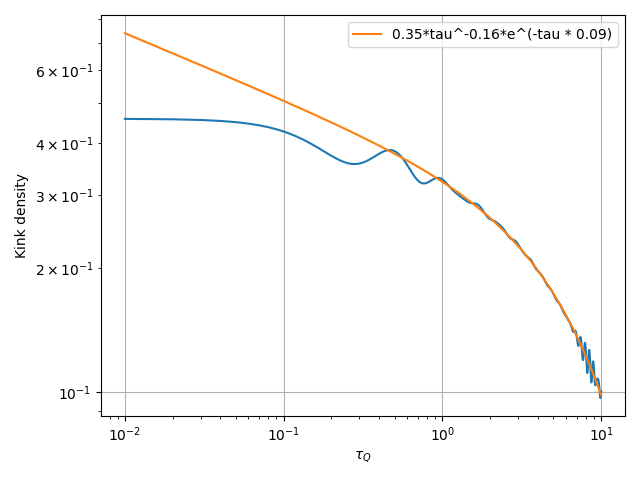 0.35*tau^-0.16*e^(-tau * 0.09)
6 × 10⁻¹
4 × 10⁻¹
3 × 10⁻¹
2 × 10⁻¹
10⁻¹
Kink density
10⁻² 10⁻¹ 10⁰ 10¹
τ_Q